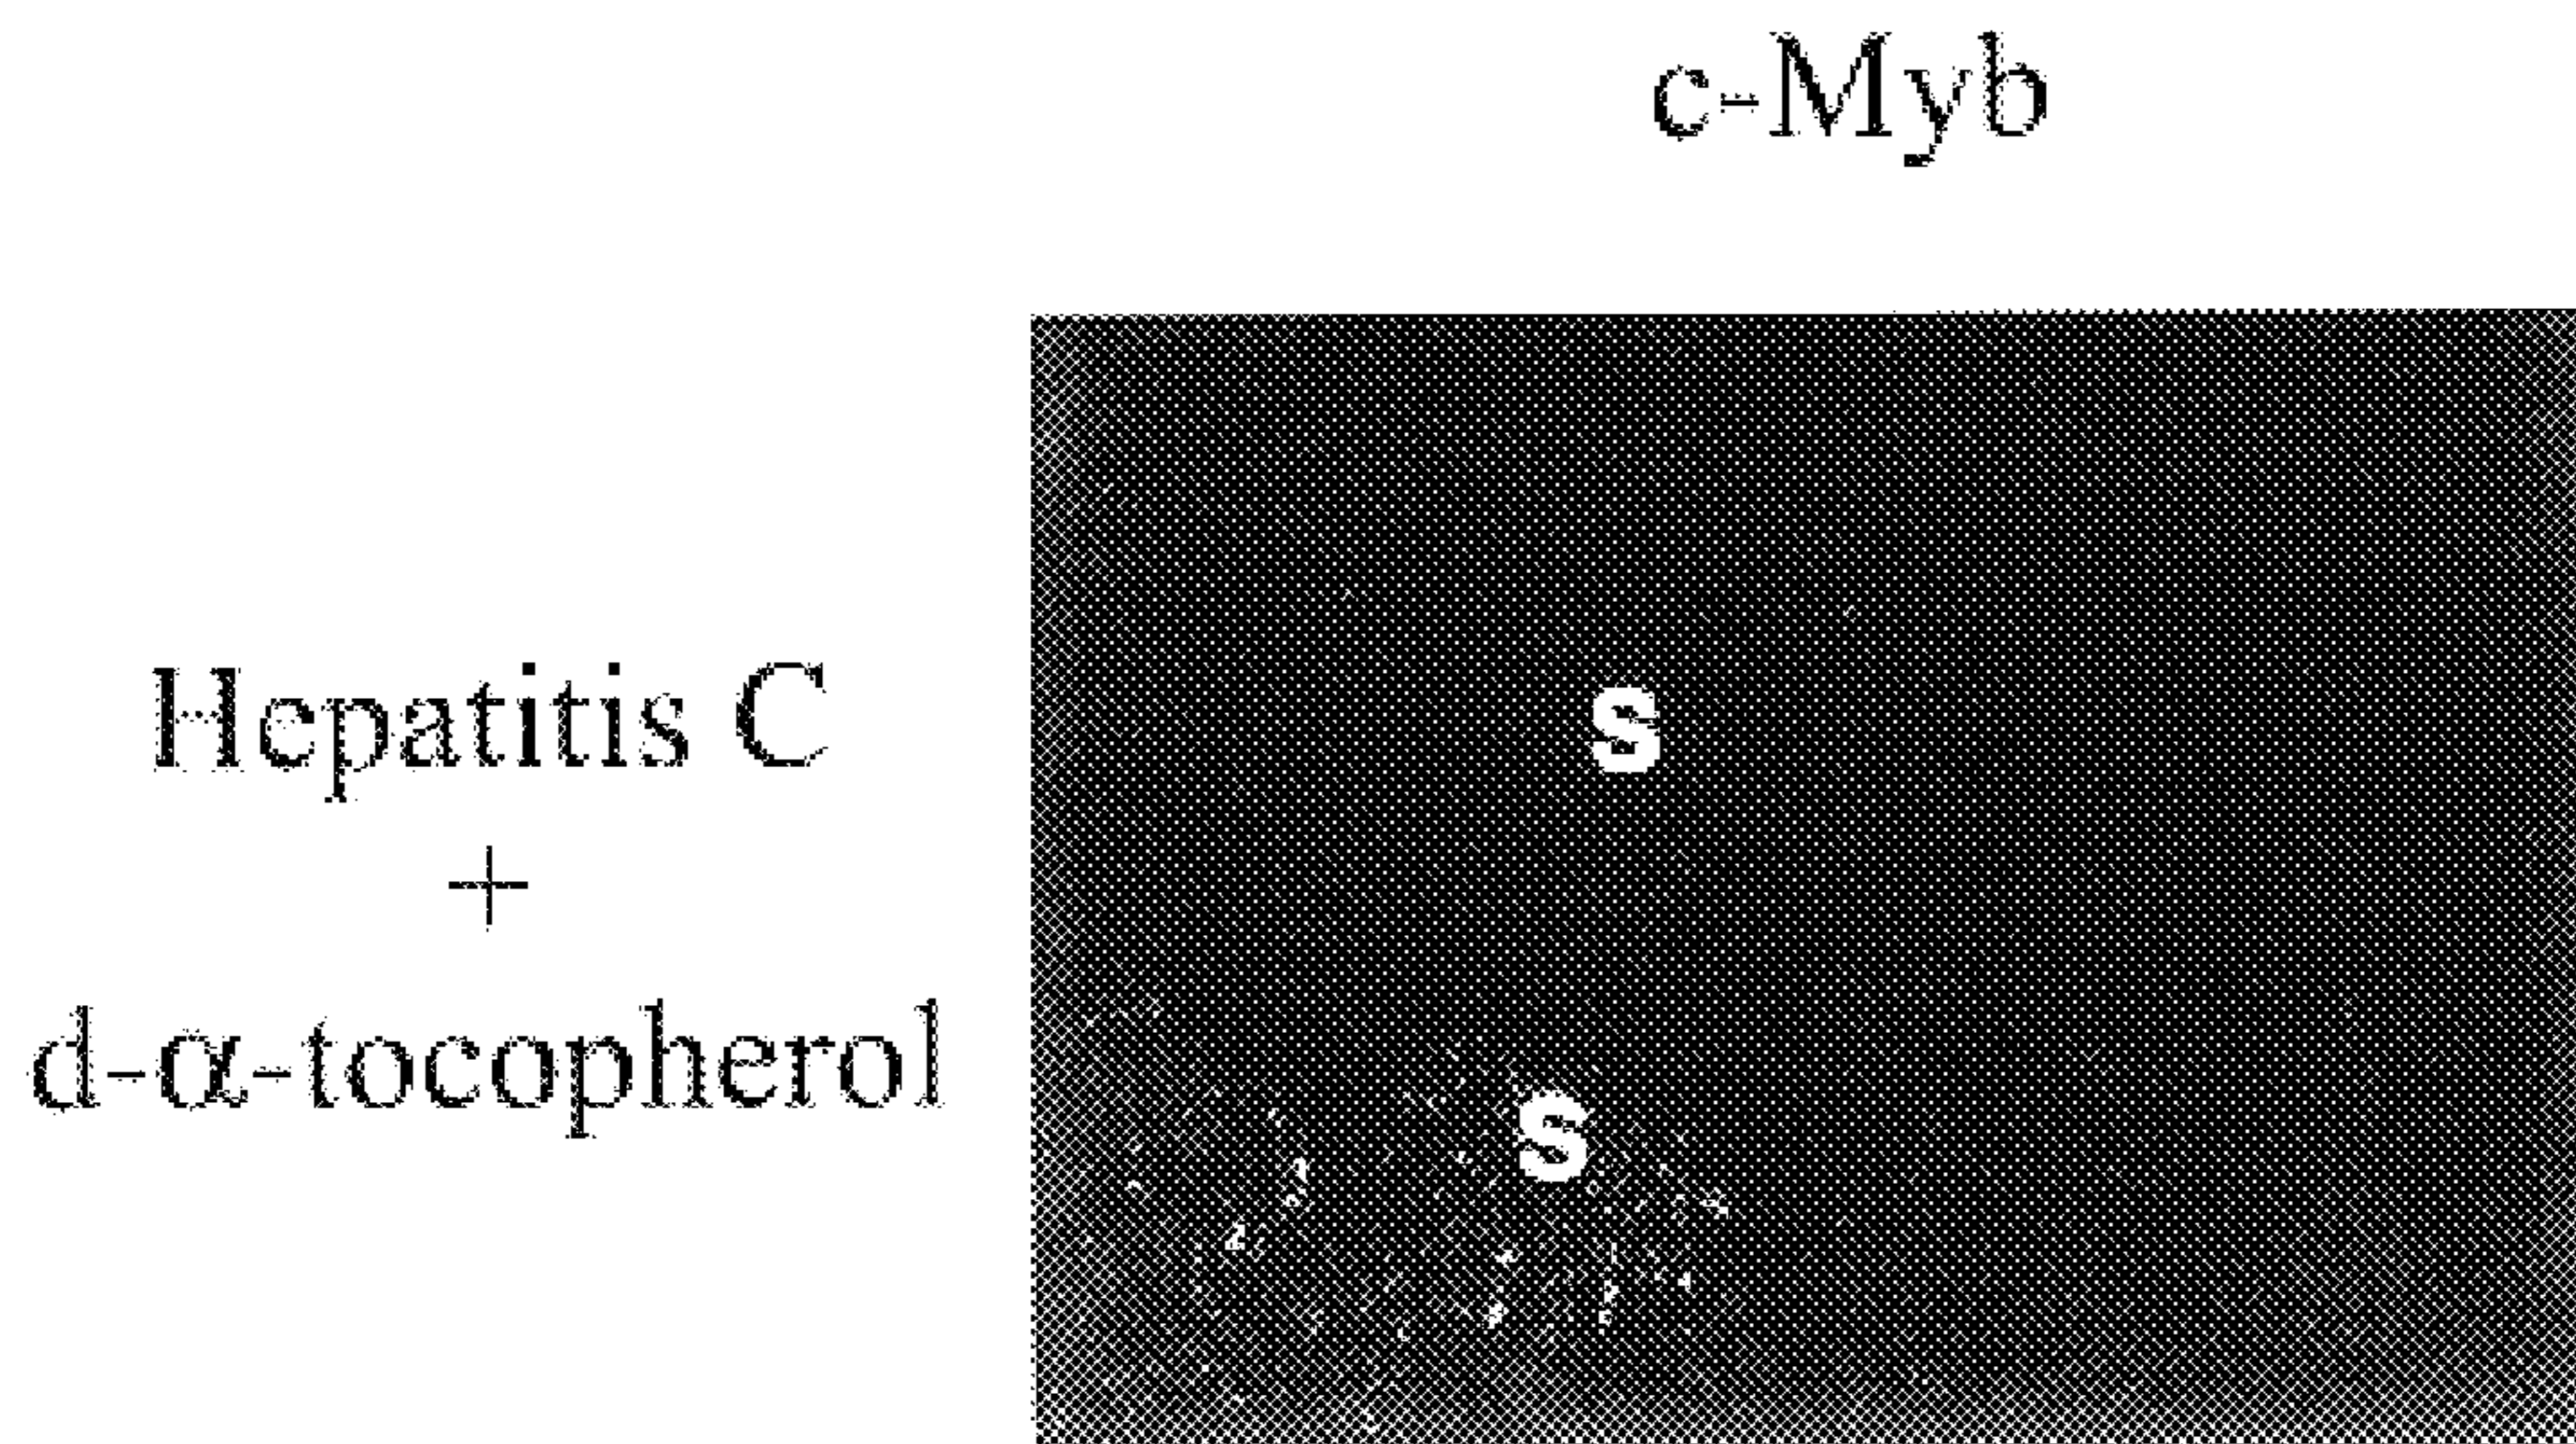 c-Myb
Hepatitis C
+
d-α-tocopherol
S
S